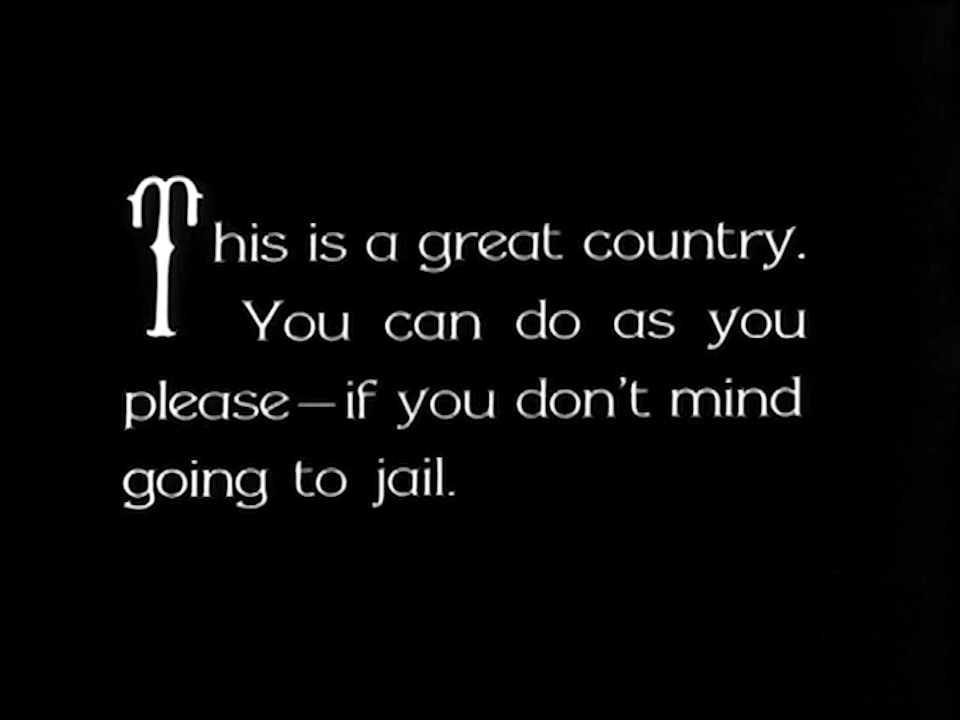 This is a great country.
You can do as you
please—if you don't mind
going to jail.